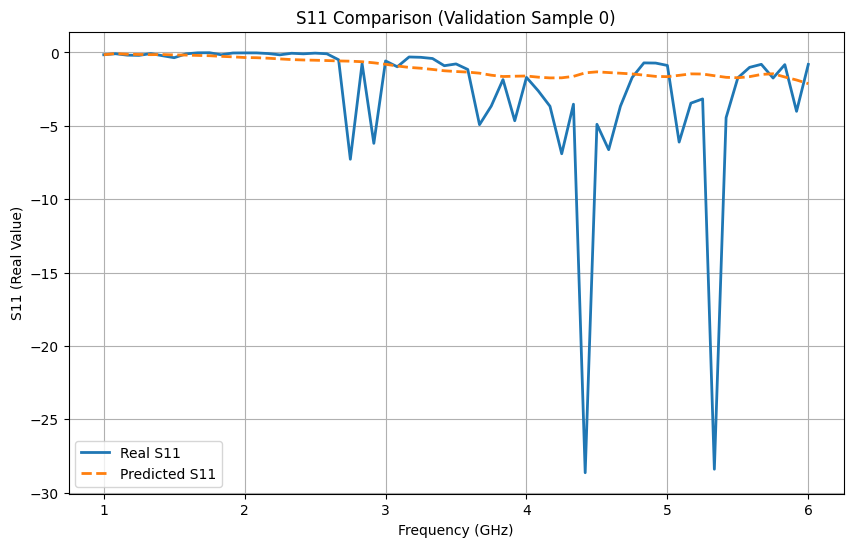 S11 Comparison (Validation Sample 0)
S11 (Real Value)
0
−5
−10
−15
−20
−25
−30
Real S11
Predicted S11
1 2 3 4 5 6
Frequency (GHz)